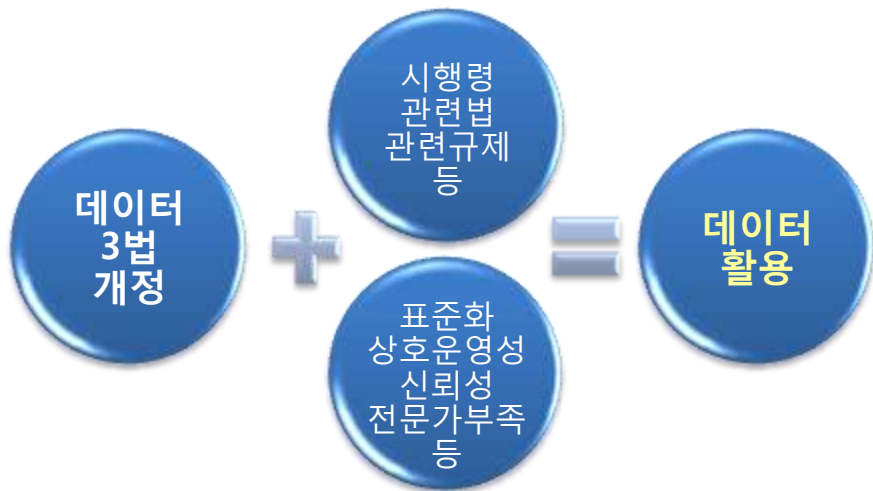 데이터
3법
개정
시행령
관련법
관련규제
등
표준화
상호운영성
신뢰성
전문가부족
등
데이터
활용